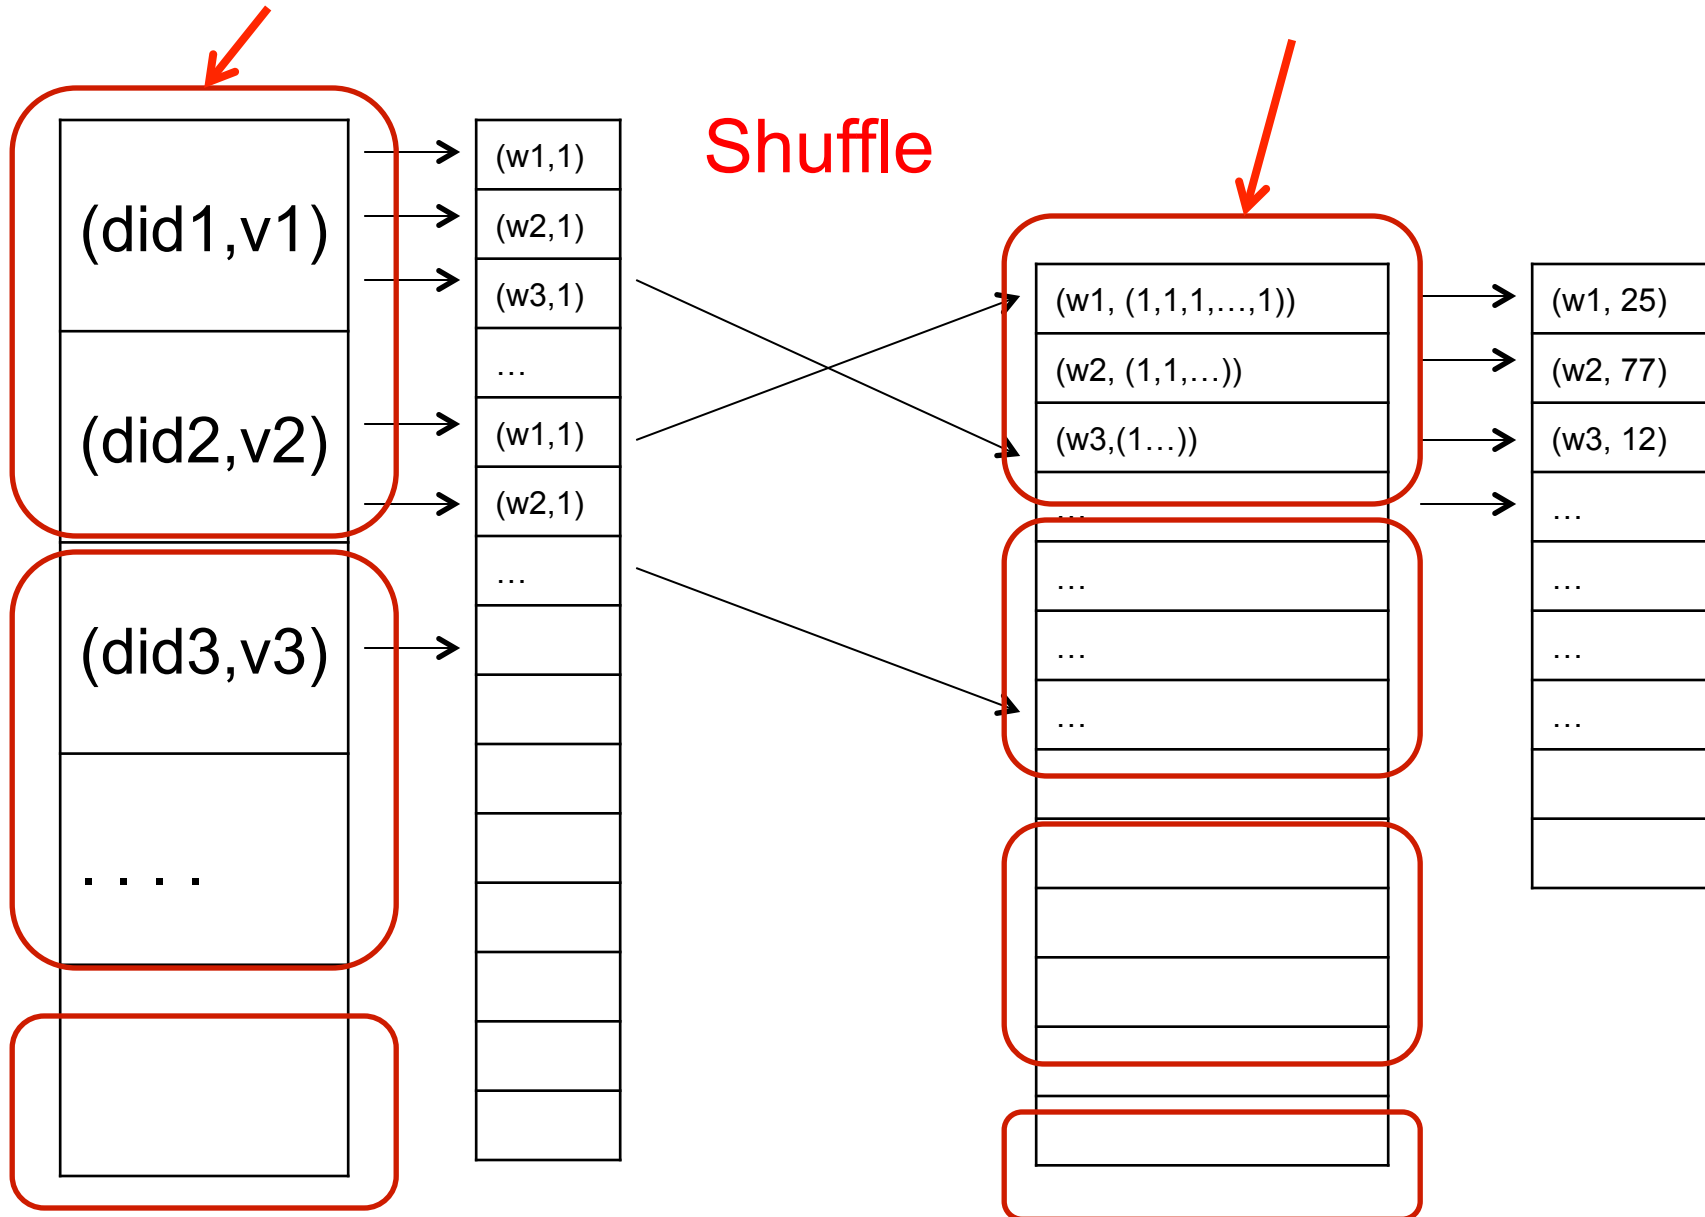 Shuffle
(did1,v1)
(did2,v2)
(did3,v3)
. . . .
(w1,1)
(w2,1)
(w3,1)
…
(w1,1)
(w2,1)
…
(w1, (1,1,1,…,1))
(w2, (1,1,…))
(w3,(1…))
…
…
…
…
(w1, 25)
(w2, 77)
(w3, 12)
…
…
…
…